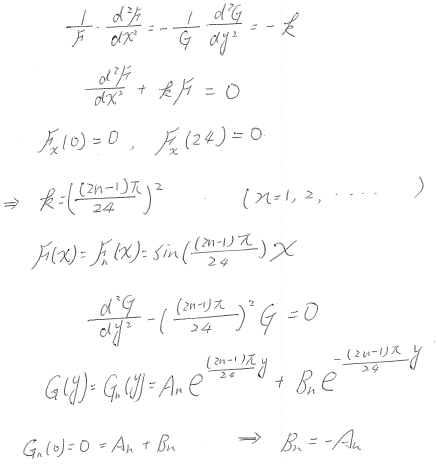 1/F · d²F/dx² = - 1/G d²G/dy² = - k
d²F/dx² + kF = 0
F_x(0) = 0 , F_x(24) = 0
⇒ k = ((2n-1)π/24)² (n = 1, 2, ‥‥ )
F(x) = F_n(x) = sin((2n-1)π/24) x
d²G/dy² - ((2n-1)π/24)² G = 0
G(y) = G_n(y) = A_n e^((2n-1)π/24 y) + B_n e^(-(2n-1)π/24 y)
G_n(0) = 0 = A_n + B_n ⇒ B_n = -A_n